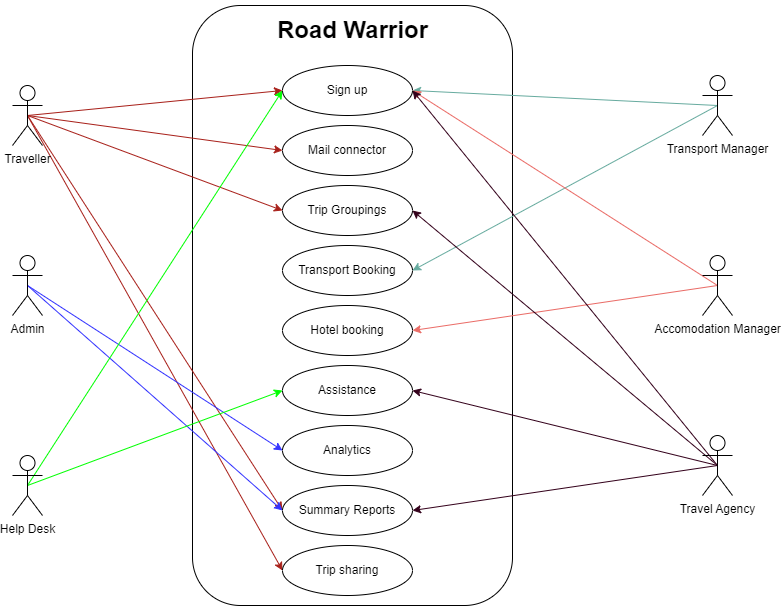 Road Warrior
Sign up
Mail connector
Trip Groupings
Transport Booking
Hotel booking
Assistance
Analytics
Summary Reports
Trip sharing
Traveller
Admin
Help Desk
Transport Manager
Accomodation Manager
Travel Agency